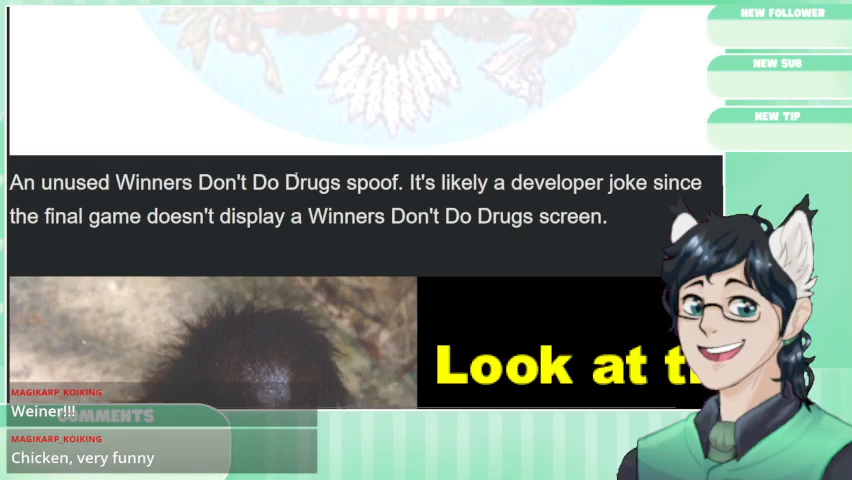 NEW FOLLOWER
NEW SUB
NEW TIP
An unused Winners Don't Do Drugs spoof. It's likely a developer joke since
the final game doesn't display a Winners Don't Do Drugs screen.
Look at
MAGIKARP_KOIKING
Weiner!!!
COMMENTS
MAGIKARP_KOIKING
Chicken, very funny